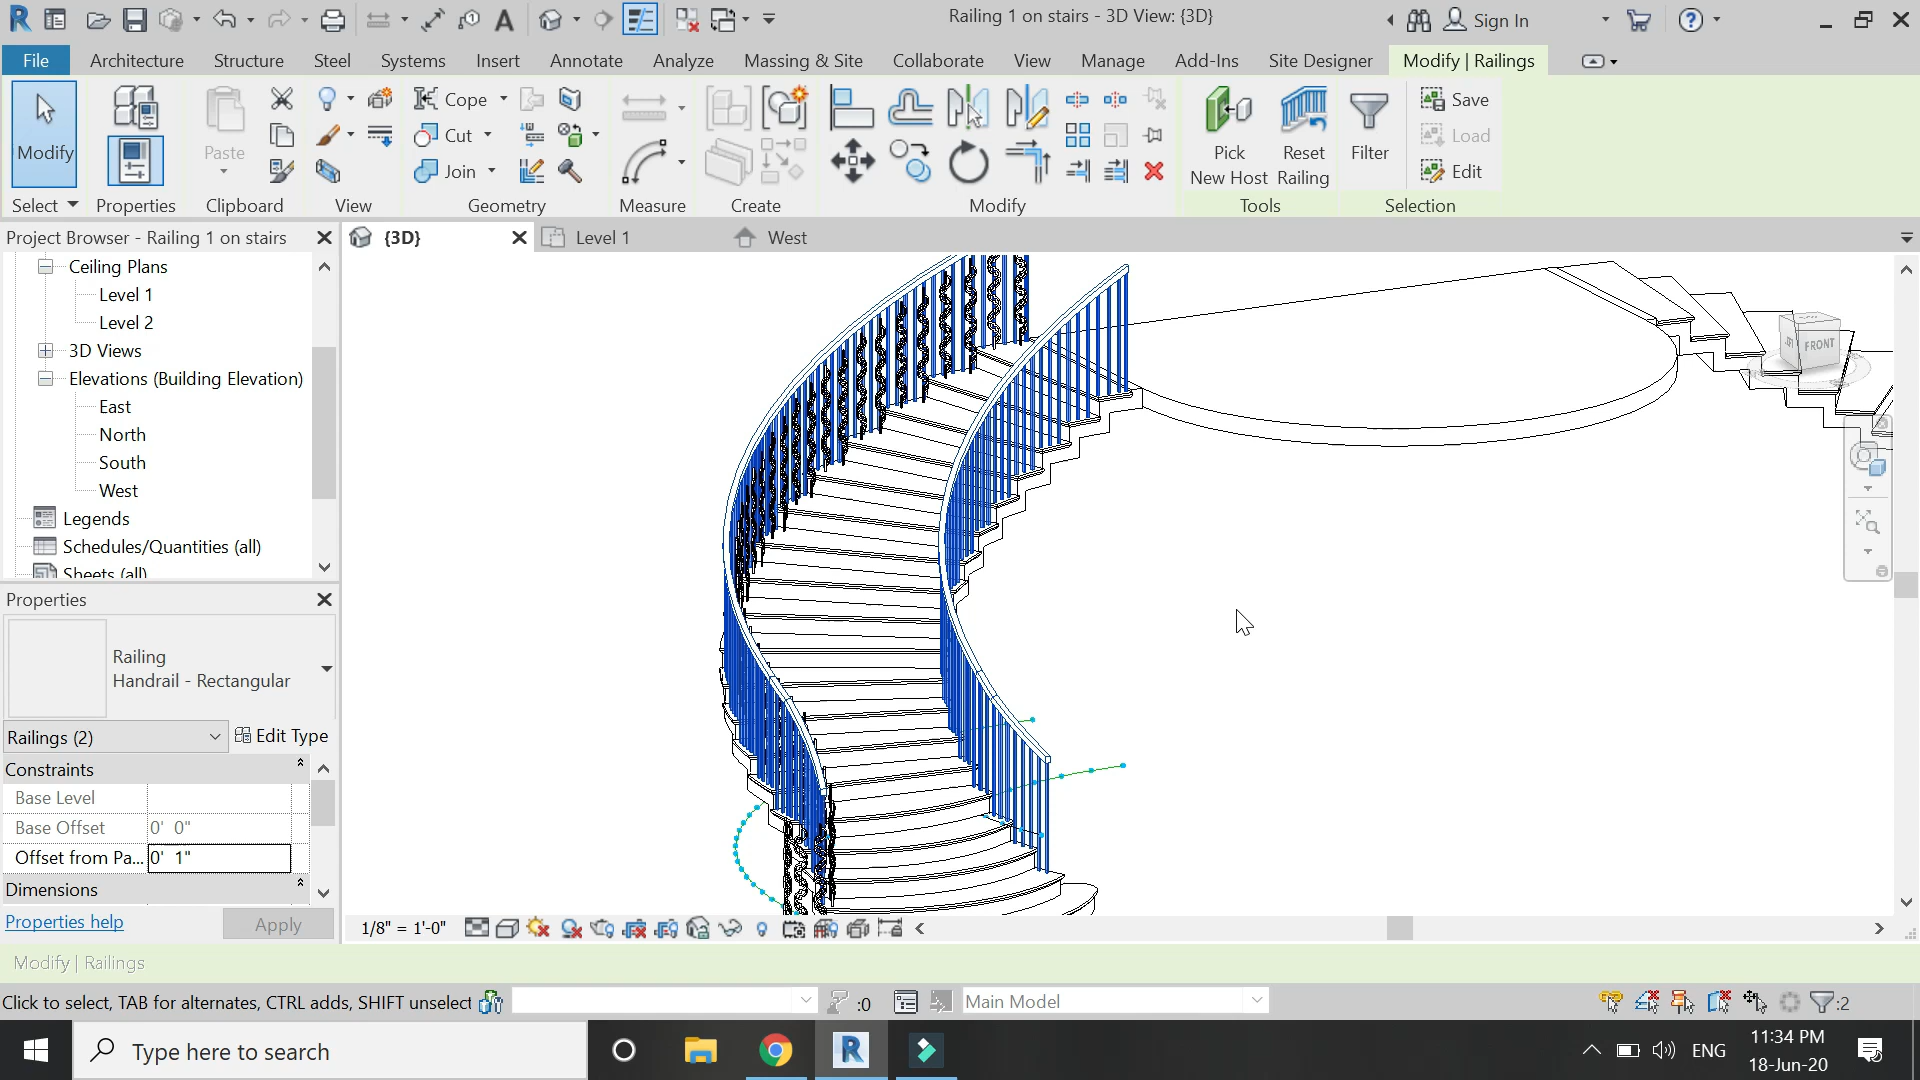 Railing 1 on stairs - 3D View: {3D}
Sign In
File
Architecture
Structure
Steel
Systems
Insert
Annotate
Analyze
Massing & Site
Collaborate
View
Manage
Add-Ins
Site Designer
Modify | Railings
Modify
Paste
Cope
Cut
Join
Pick
New Host
Reset
Railing
Filter
Save
Load
Edit
Select
Properties
Clipboard
View
Geometry
Measure
Create
Modify
Tools
Selection
Project Browser - Railing 1 on stairs
{3D}
Level 1
West
Ceiling Plans
Level 1
Level 2
3D Views
Elevations (Building Elevation)
East
North
South
West
Legends
Schedules/Quantities (all)
Sheets (all)
FRONT
Properties
Railing
Handrail - Rectangular
Railings (2)
Edit Type
Constraints
Base Level
Base Offset
0' 0"
Offset from Pa...
0' 1"
Dimensions
Properties help
Apply
1/8" = 1'-0"
Modify | Railings
Click to select, TAB for alternates, CTRL adds, SHIFT unselect
:0
Main Model
:2
Type here to search
ENG
11:34 PM
18-Jun-20